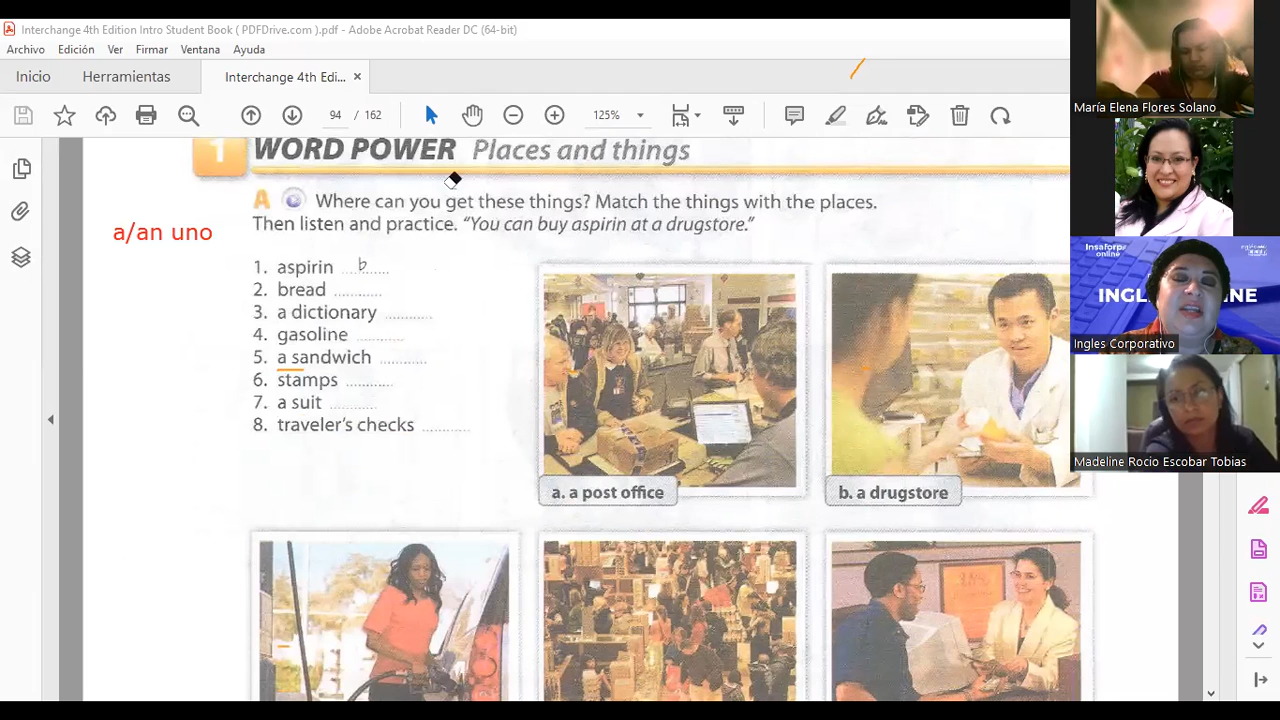 Interchange 4th Edition Intro Student Book ( PDFDrive.com ).pdf - Adobe Acrobat Reader DC (64-bit)
Archivo Edición Ver Firmar Ventana Ayuda
Inicio Herramientas Interchange 4th Edi... ×
94 / 162 125%
1 WORD POWER Places and things
A Where can you get these things? Match the things with the places.
Then listen and practice. “You can buy aspirin at a drugstore.”
a/an uno
1. aspirin b
2. bread
3. a dictionary
4. gasoline
5. a sandwich
6. stamps
7. a suit
8. traveler's checks
a. a post office
b. a drugstore
María Elena Flores Solano
Insaforp
online
INGL NE
Ingles Corporativo
Madeline Rocio Escobar Tobias